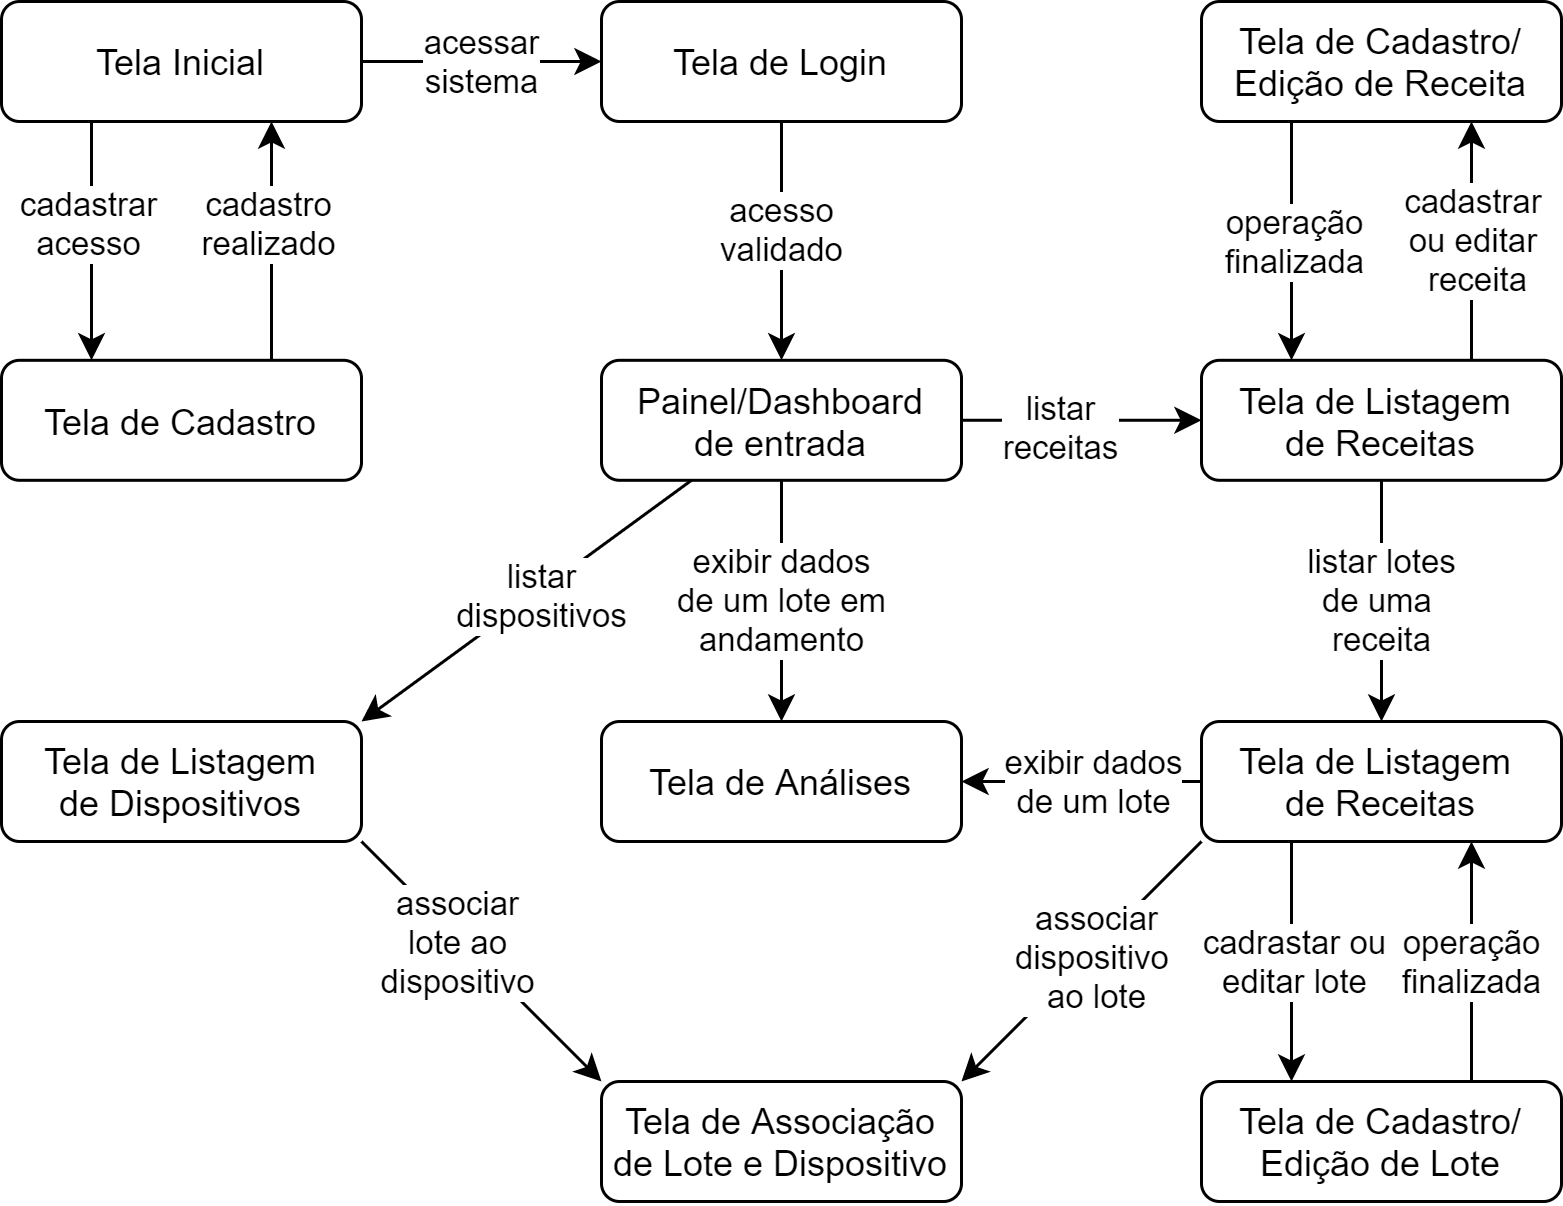 Tela Inicial
acessar
sistema
Tela de Login
Tela de Cadastro/
Edição de Receita
cadastrar
acesso
cadastro
realizado
acesso
validado
operação
finalizada
cadastrar
ou editar
receita
Tela de Cadastro
Painel/Dashboard
de entrada
listar
receitas
Tela de Listagem
de Receitas
listar
dispositivos
exibir dados
de um lote em
andamento
listar lotes
de uma
receita
Tela de Listagem
de Dispositivos
Tela de Análises
exibir dados
de um lote
Tela de Listagem
de Receitas
associar
lote ao
dispositivo
associar
dispositivo
ao lote
cadrastar ou
editar lote
operação
finalizada
Tela de Associação
de Lote e Dispositivo
Tela de Cadastro/
Edição de Lote